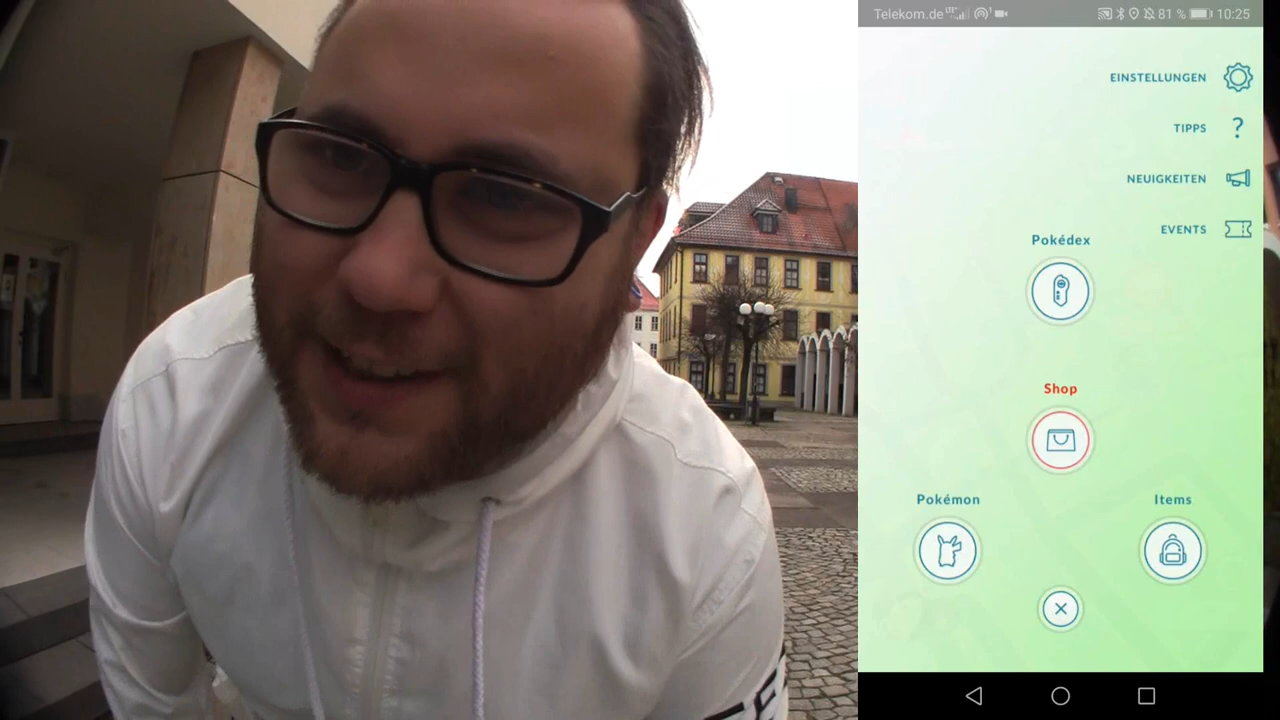 Telekom.de
81 %
10:25
EINSTELLUNGEN
TIPPS
?
NEUIGKEITEN
EVENTS
Pokédex
Shop
Pokémon
Items